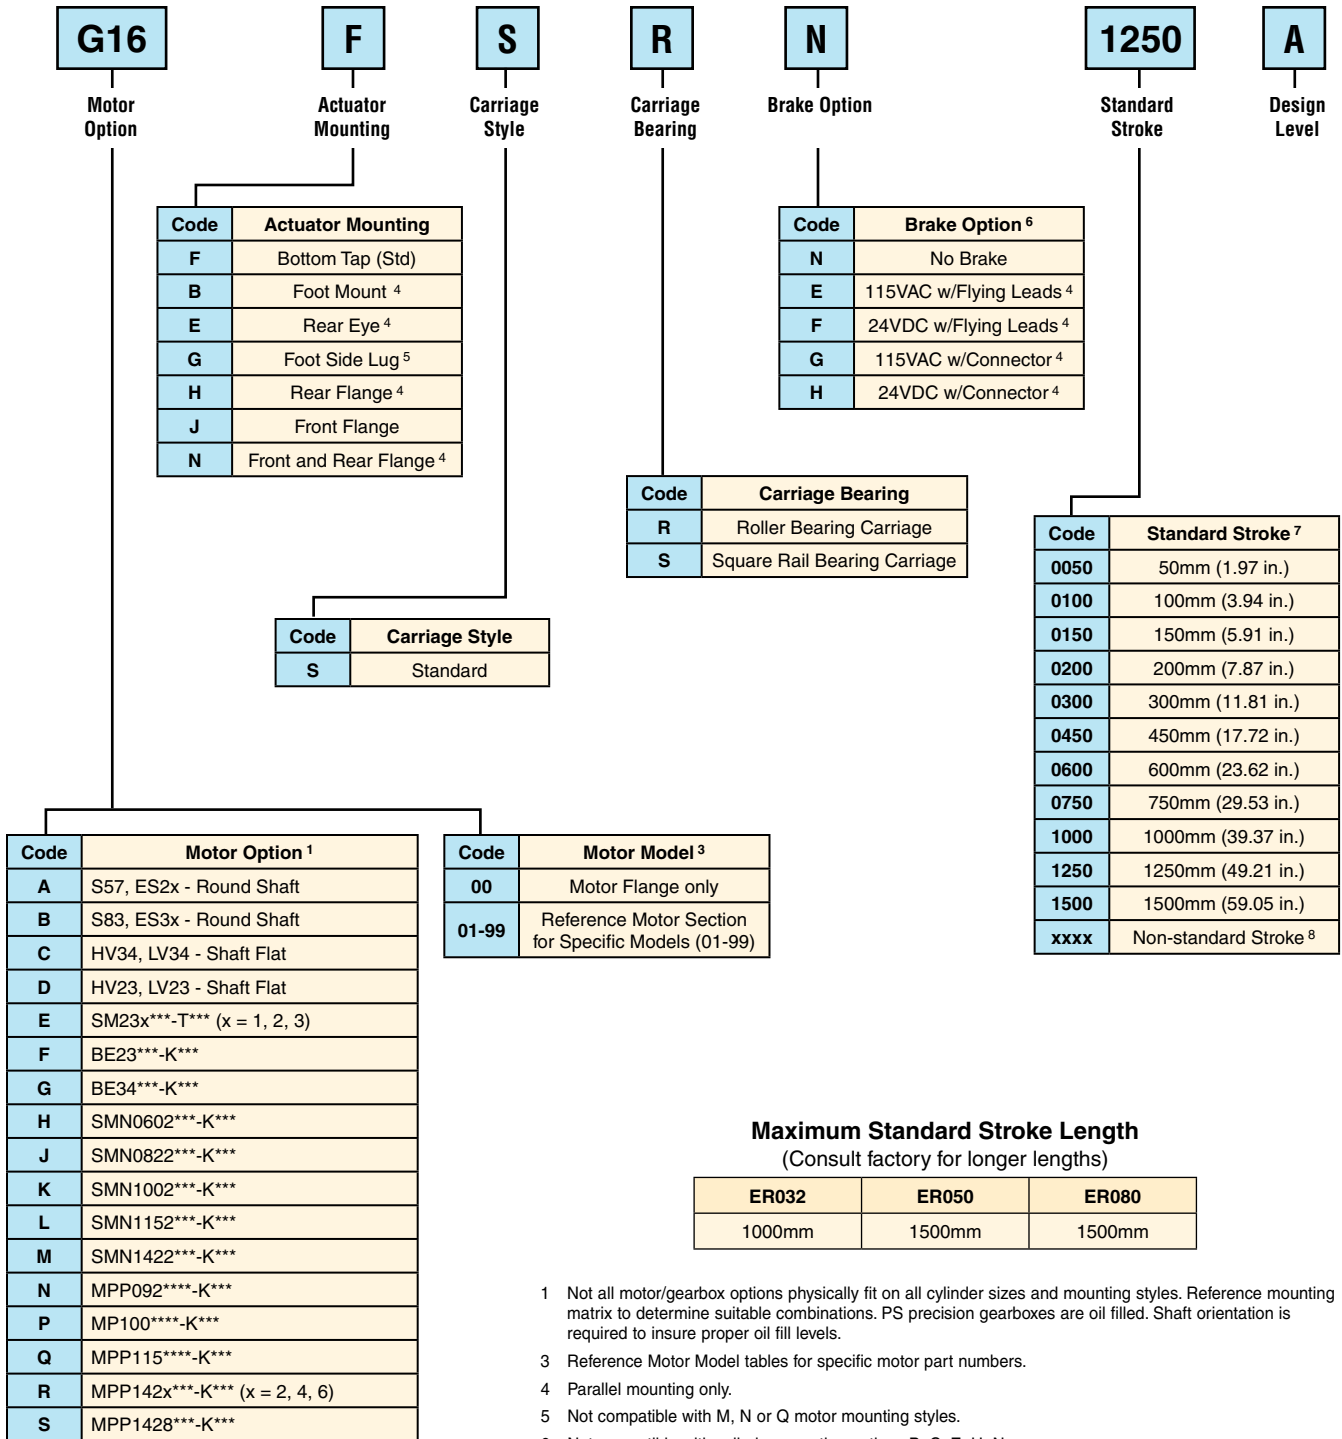 G16 F S R N 1250 A
Motor Option
Actuator Mounting
Carriage Style
Carriage Bearing
Brake Option
Standard Stroke
Design Level
Code Actuator Mounting
F Bottom Tap (Std)
B Foot Mount 4
E Rear Eye 4
G Foot Side Lug 5
H Rear Flange 4
J Front Flange
N Front and Rear Flange 4
Code Brake Option 6
N No Brake
E 115VAC w/Flying Leads 4
F 24VDC w/Flying Leads 4
G 115VAC w/Connector 4
H 24VDC w/Connector 4
Code Carriage Bearing
R Roller Bearing Carriage
S Square Rail Bearing Carriage
Code Carriage Style
S Standard
Code Standard Stroke 7
0050 50mm (1.97 in.)
0100 100mm (3.94 in.)
0150 150mm (5.91 in.)
0200 200mm (7.87 in.)
0300 300mm (11.81 in.)
0450 450mm (17.72 in.)
0600 600mm (23.62 in.)
0750 750mm (29.53 in.)
1000 1000mm (39.37 in.)
1250 1250mm (49.21 in.)
1500 1500mm (59.05 in.)
xxxx Non-standard Stroke 8
Code Motor Option 1
A S57, ES2x - Round Shaft
B S83, ES3x - Round Shaft
C HV34, LV34 - Shaft Flat
D HV23, LV23 - Shaft Flat
E SM23x***-T*** (x = 1, 2, 3)
F BE23***-K***
G BE34***-K***
H SMN0602***-K***
J SMN0822***-K***
K SMN1002***-K***
L SMN1152***-K***
M SMN1422***-K***
N MPP092****-K***
P MP100****-K***
Q MPP115****-K***
R MPP142x***-K*** (x = 2, 4, 6)
S MPP1428***-K***
Code Motor Model 3
00 Motor Flange only
01-99 Reference Motor Section
for Specific Models (01-99)
Maximum Standard Stroke Length
(Consult factory for longer lengths)
ER032 ER050 ER080
1000mm 1500mm 1500mm
1 Not all motor/gearbox options physically fit on all cylinder sizes and mounting styles. Reference mounting
matrix to determine suitable combinations. PS precision gearboxes are oil filled. Shaft orientation is
required to insure proper oil fill levels.
3 Reference Motor Model tables for specific motor part numbers.
4 Parallel mounting only.
5 Not compatible with M, N or Q motor mounting styles.